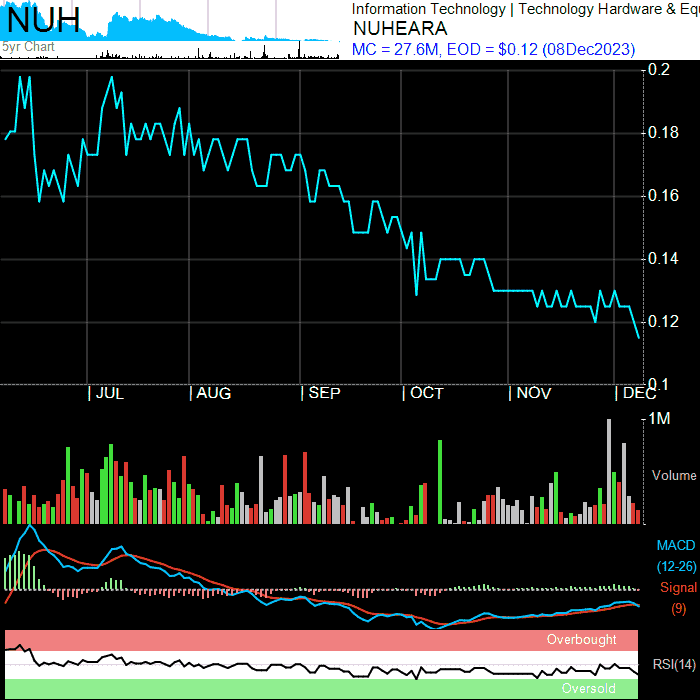 NUH
5yr Chart
Information Technology | Technology Hardware & Equ
NUHEARA
MC = 27.6M, EOD = $0.12 (08Dec2023)
0.2
0.18
0.16
0.14
0.12
0.1
JUL
AUG
SEP
OCT
NOV
DEC
1M
Volume
MACD
(12-26)
Signal
(9)
Overbought
RSI(14)
Oversold